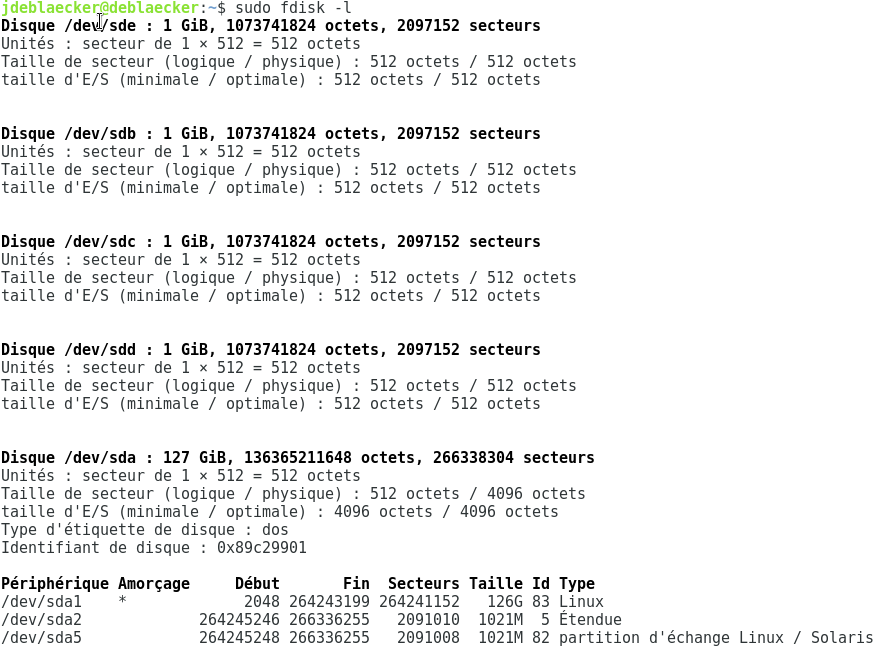 jdeblaecker@deblaecker:~$ sudo fdisk -l
Disque /dev/sde : 1 GiB, 1073741824 octets, 2097152 secteurs
Unités : secteur de 1 × 512 = 512 octets
Taille de secteur (logique / physique) : 512 octets / 512 octets
taille d'E/S (minimale / optimale) : 512 octets / 512 octets
Disque /dev/sdb : 1 GiB, 1073741824 octets, 2097152 secteurs
Unités : secteur de 1 × 512 = 512 octets
Taille de secteur (logique / physique) : 512 octets / 512 octets
taille d'E/S (minimale / optimale) : 512 octets / 512 octets
Disque /dev/sdc : 1 GiB, 1073741824 octets, 2097152 secteurs
Unités : secteur de 1 × 512 = 512 octets
Taille de secteur (logique / physique) : 512 octets / 512 octets
taille d'E/S (minimale / optimale) : 512 octets / 512 octets
Disque /dev/sdd : 1 GiB, 1073741824 octets, 2097152 secteurs
Unités : secteur de 1 × 512 = 512 octets
Taille de secteur (logique / physique) : 512 octets / 512 octets
taille d'E/S (minimale / optimale) : 512 octets / 512 octets
Disque /dev/sda : 127 GiB, 136365211648 octets, 266338304 secteurs
Unités : secteur de 1 × 512 = 512 octets
Taille de secteur (logique / physique) : 512 octets / 4096 octets
taille d'E/S (minimale / optimale) : 4096 octets / 4096 octets
Type d'étiquette de disque : dos
Identifiant de disque : 0x89c29901
Périphérique Amorçage     Début       Fin  Secteurs Taille Id Type
/dev/sda1    *             2048 264243199 264241152   126G 83 Linux
/dev/sda2             264245246 266336255   2091010  1021M  5 Étendue
/dev/sda5             264245248 266336255   2091008  1021M 82 partition d'échange Linux / Solaris